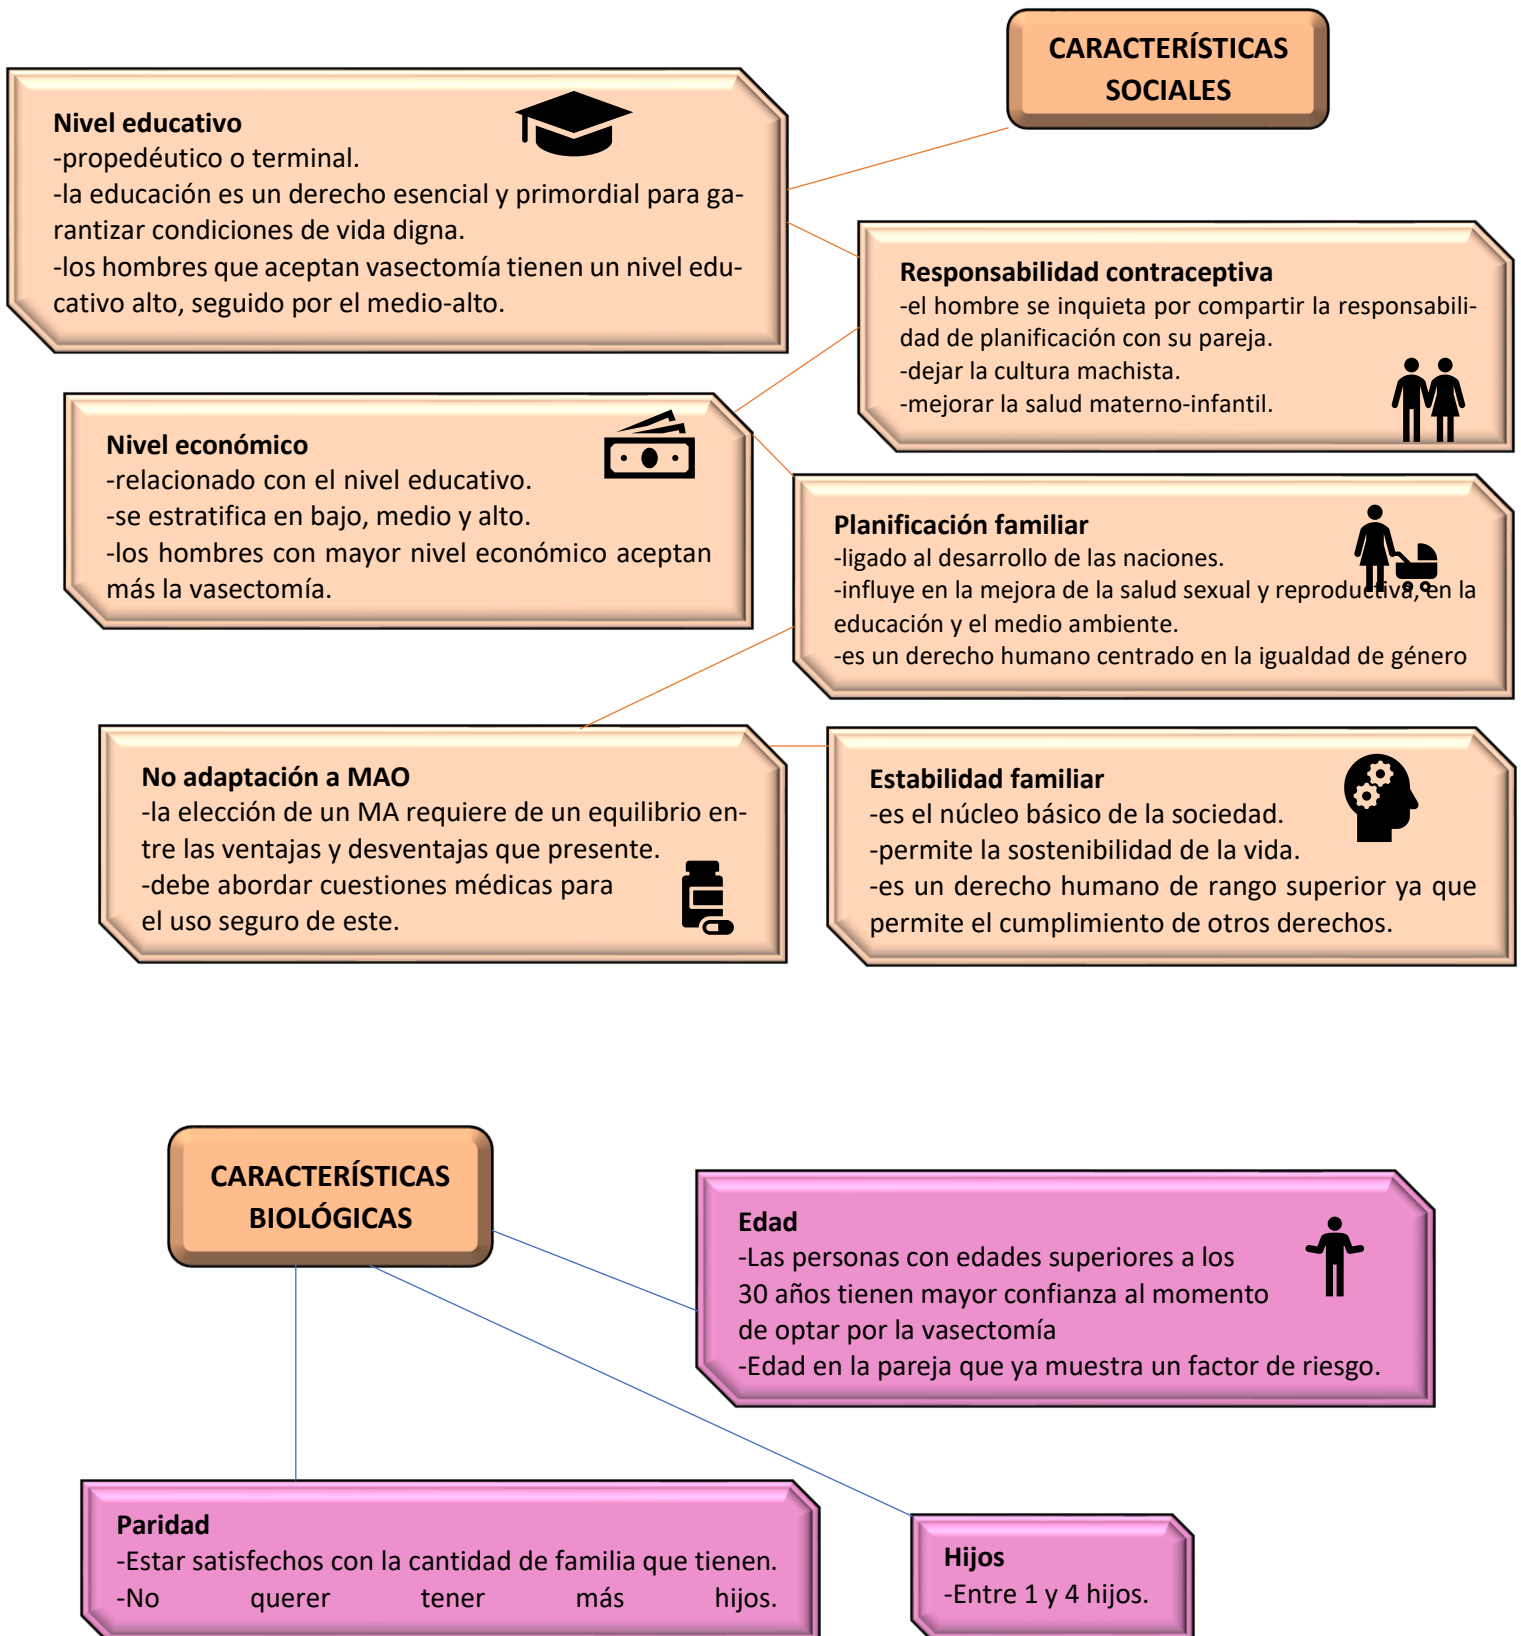 CARACTERÍSTICAS
SOCIALES
Nivel educativo
-propedéutico o terminal.
-la educación es un derecho esencial y primordial para ga-
rantizar condiciones de vida digna.
-los hombres que aceptan vasectomía tienen un nivel edu-
cativo alto, seguido por el medio-alto.
Responsabilidad contraceptiva
-el hombre se inquieta por compartir la responsabili-
dad de planificación con su pareja.
-dejar la cultura machista.
-mejorar la salud materno-infantil.
Nivel económico
-relacionado con el nivel educativo.
-se estratifica en bajo, medio y alto.
-los hombres con mayor nivel económico aceptan
más la vasectomía.
Planificación familiar
-ligado al desarrollo de las naciones.
-influye en la mejora de la salud sexual y reproductiva, en la
educación y el medio ambiente.
-es un derecho humano centrado en la igualdad de género
No adaptación a MAO
-la elección de un MA requiere de un equilibrio en-
tre las ventajas y desventajas que presente.
-debe abordar cuestiones médicas para
el uso seguro de este.
Estabilidad familiar
-es el núcleo básico de la sociedad.
-permite la sostenibilidad de la vida.
-es un derecho humano de rango superior ya que
permite el cumplimiento de otros derechos.
CARACTERÍSTICAS
BIOLÓGICAS
Edad
-Las personas con edades superiores a los
30 años tienen mayor confianza al momento
de optar por la vasectomía
-Edad en la pareja que ya muestra un factor de riesgo.
Paridad
-Estar satisfechos con la cantidad de familia que tienen.
-No querer tener más hijos.
Hijos
-Entre 1 y 4 hijos.